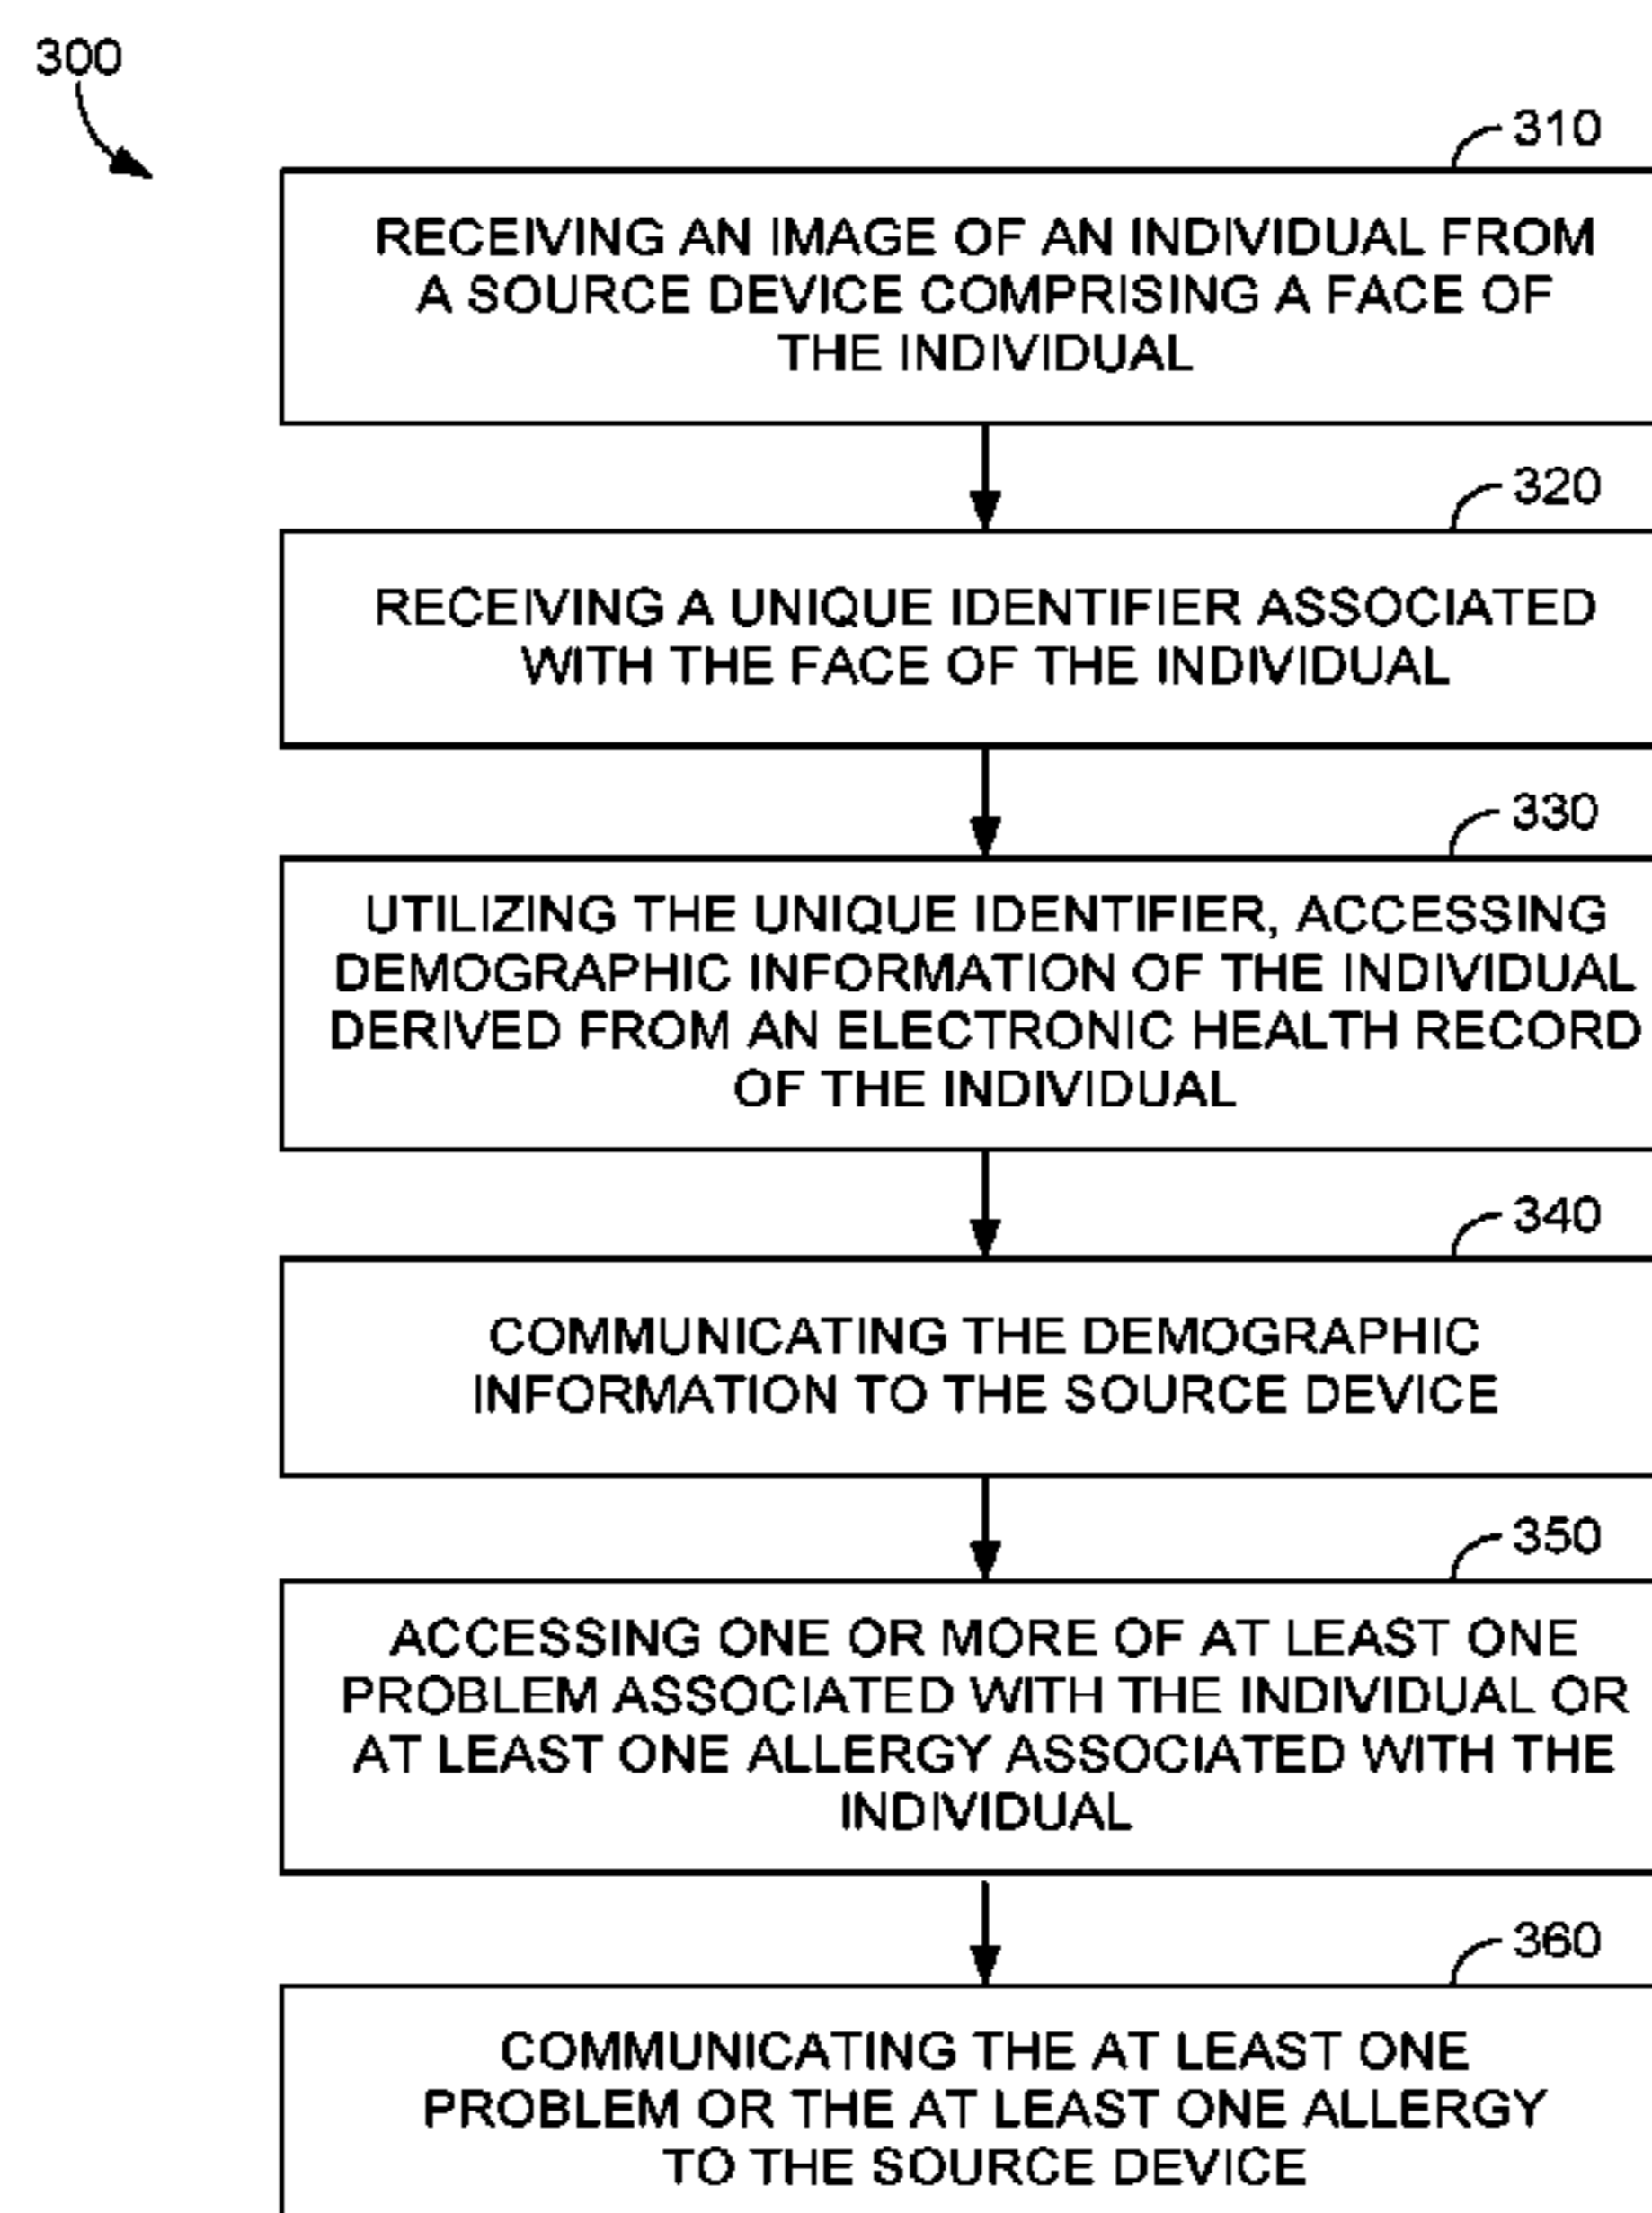 300
310
RECEIVING AN IMAGE OF AN INDIVIDUAL FROM
A SOURCE DEVICE COMPRISING A FACE OF
THE INDIVIDUAL
320
RECEIVING A UNIQUE IDENTIFIER ASSOCIATED
WITH THE FACE OF THE INDIVIDUAL
330
UTILIZING THE UNIQUE IDENTIFIER, ACCESSING
DEMOGRAPHIC INFORMATION OF THE INDIVIDUAL
DERIVED FROM AN ELECTRONIC HEALTH RECORD
OF THE INDIVIDUAL
340
COMMUNICATING THE DEMOGRAPHIC
INFORMATION TO THE SOURCE DEVICE
350
ACCESSING ONE OR MORE OF AT LEAST ONE
PROBLEM ASSOCIATED WITH THE INDIVIDUAL OR
AT LEAST ONE ALLERGY ASSOCIATED WITH THE
INDIVIDUAL
360
COMMUNICATING THE AT LEAST ONE
PROBLEM OR THE AT LEAST ONE ALLERGY
TO THE SOURCE DEVICE